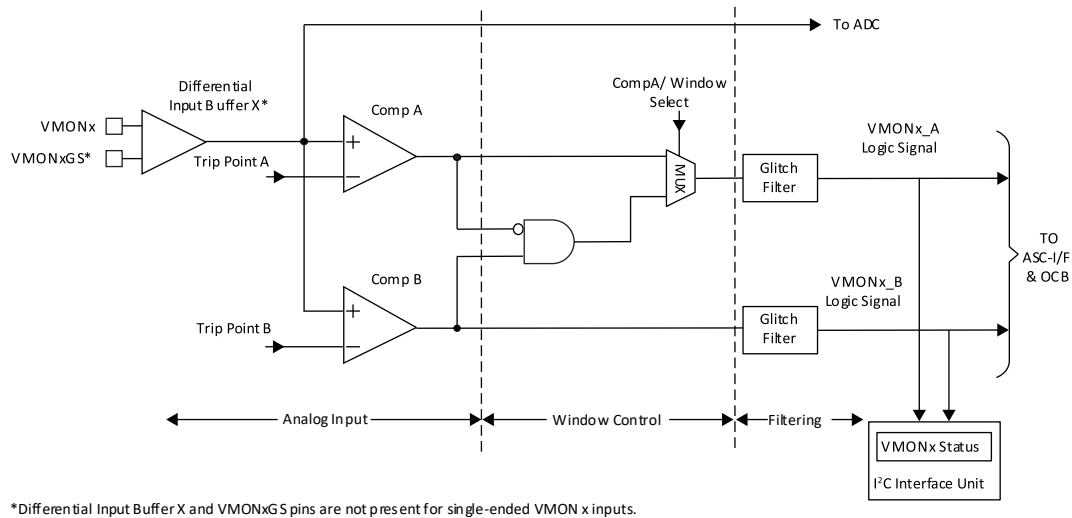 To ADC
Differential
Input Buffer X*
CompA/ Window
Select
Comp A
VMONx
VMONxGS*
Trip Point A
+
−
MUX
Glitch
Filter
VMONx_A
Logic Signal
TO
ASC-I/F
& OCB
Comp B
+
−
Trip Point B
VMONx_B
Logic Signal
Glitch
Filter
Analog Input
Window Control
Filtering
VMONx Status
I²C Interface Unit
*Differential Input Buffer X and VMONxGS pins are not present for single-ended VMON x inputs.